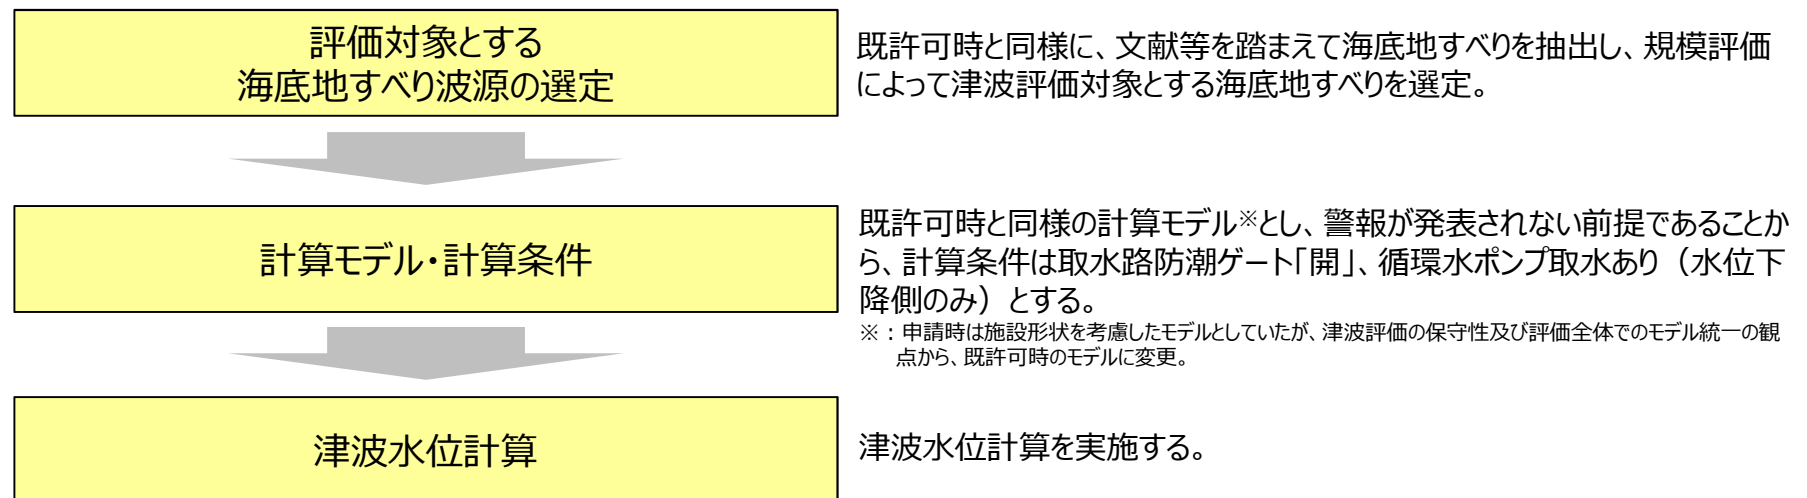 評価対象とする
海底地すべり波源の選定
既許可時と同様に、文献等を踏まえて海底地すべりを抽出し、規模評価
によって津波評価対象とする海底地すべりを選定。
計算モデル・計算条件
既許可時と同様の計算モデル※とし、警報が発表されない前提であることか
ら、計算条件は取水路防潮ゲート「開」、循環水ポンプ取水あり（水位下
降側のみ）とする。
※：申請時は施設形状を考慮したモデルとしていたが、津波評価の保守性及び評価全体でのモデル統一の観
点から、既許可時のモデルに変更。
津波水位計算
津波水位計算を実施する。